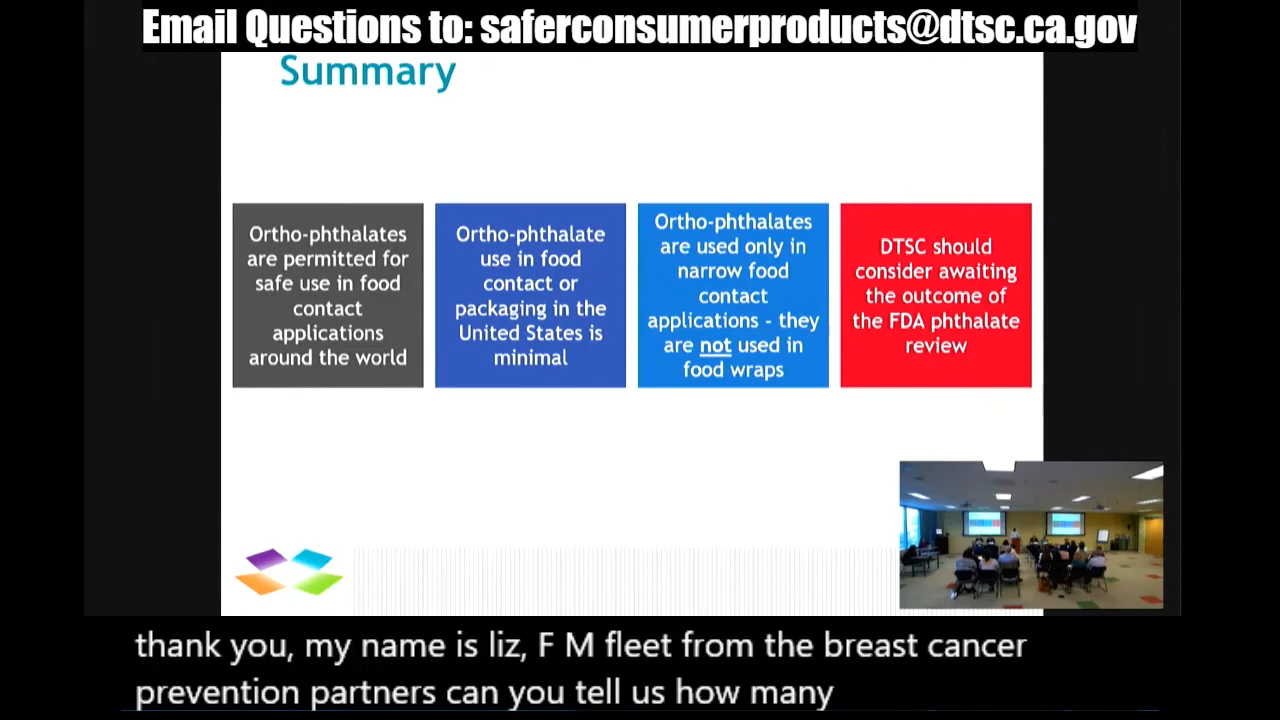 Email Questions to: saferconsumerproducts@dtsc.ca.gov
Summary
Ortho-phthalates
are permitted for
safe use in food
contact
applications
around the world
Ortho-phthalate
use in food
contact or
packaging in the
United States is
minimal
Ortho-phthalates
are used only in
narrow food
contact
applications - they
are not used in
food wraps
DTSC should
consider awaiting
the outcome of
the FDA phthalate
review
thank you, my name is liz, F M fleet from the breast cancer
prevention partners can you tell us how many